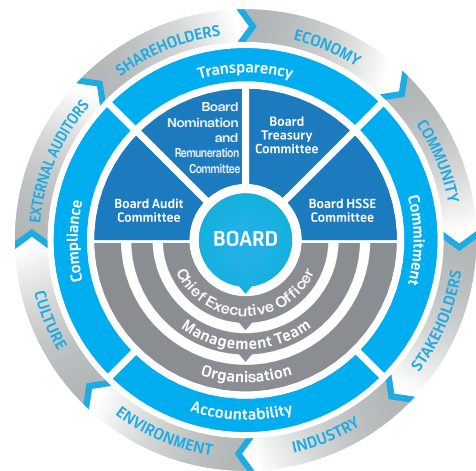 SHAREHOLDERS
ECONOMY
COMMUNITY
STAKEHOLDERS
INDUSTRY
ENVIRONMENT
CULTURE
EXTERNAL AUDITORS
Transparency
Commitment
Accountability
Compliance
Board
Nomination
and
Remuneration
Committee
Board
Treasury
Committee
Board Audit
Committee
Board HSSE
Committee
BOARD
Chief Executive Officer
Management Team
Organisation